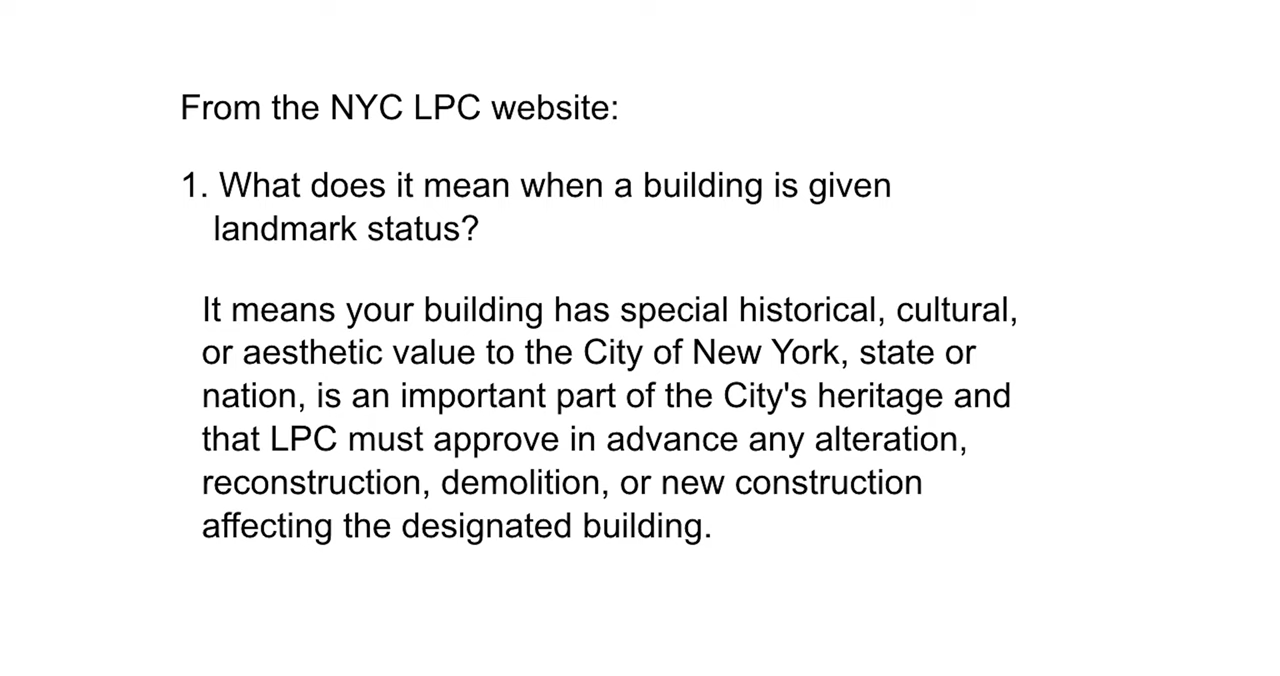 From the NYC LPC website:
1. What does it mean when a building is given
landmark status?
It means your building has special historical, cultural,
or aesthetic value to the City of New York, state or
nation, is an important part of the City's heritage and
that LPC must approve in advance any alteration,
reconstruction, demolition, or new construction
affecting the designated building.